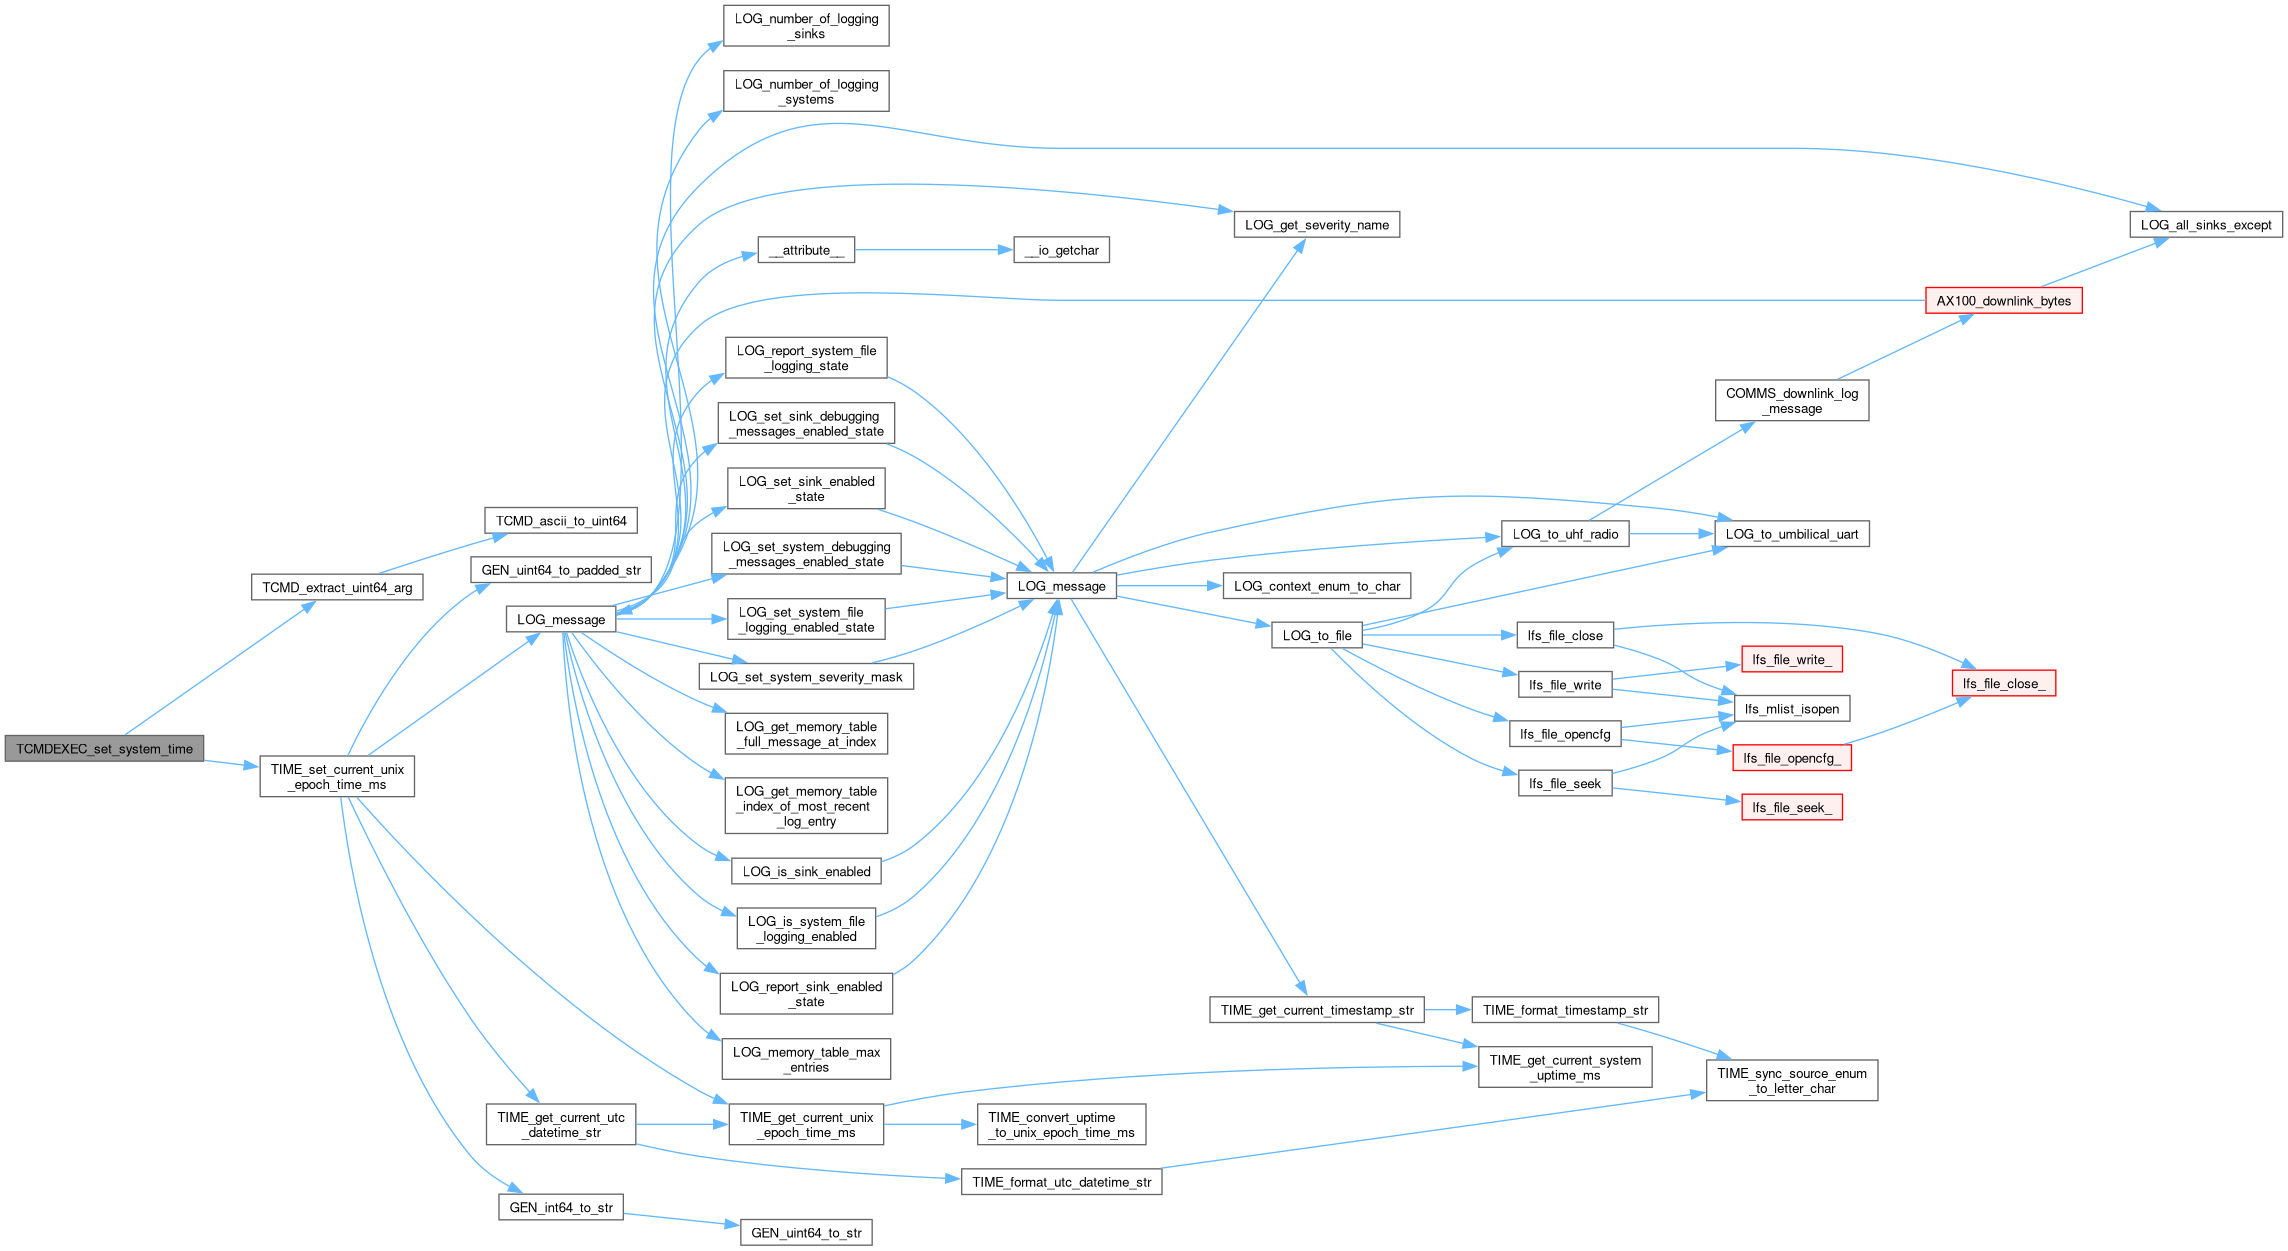 LOG_number_of_logging
_sinks
LOG_number_of_logging
_systems
LOG_get_severity_name
LOG_all_sinks_except
__attribute__
__io_getchar
AX100_downlink_bytes
LOG_report_system_file
_logging_state
COMMS_downlink_log
_message
LOG_set_sink_debugging
_messages_enabled_state
LOG_set_sink_enabled
_state
TCMD_ascii_to_uint64
LOG_to_uhf_radio
LOG_to_umbilical_uart
LOG_set_system_debugging
_messages_enabled_state
GEN_uint64_to_padded_str
TCMD_extract_uint64_arg
LOG_message
LOG_context_enum_to_char
LOG_message
LOG_set_system_file
_logging_enabled_state
LOG_to_file
lfs_file_close
lfs_file_write_
LOG_set_system_severity_mask
lfs_file_write
lfs_file_close_
lfs_mlist_isopen
LOG_get_memory_table
_full_message_at_index
lfs_file_opencfg
TCMDEXEC_set_system_time
lfs_file_opencfg_
TIME_set_current_unix
_epoch_time_ms
lfs_file_seek
LOG_get_memory_table
_index_of_most_recent
_log_entry
lfs_file_seek_
LOG_is_sink_enabled
LOG_is_system_file
_logging_enabled
LOG_report_sink_enabled
_state
TIME_get_current_timestamp_str
TIME_format_timestamp_str
LOG_memory_table_max
_entries
TIME_get_current_system
_uptime_ms
TIME_sync_source_enum
_to_letter_char
TIME_get_current_utc
_datetime_str
TIME_get_current_unix
_epoch_time_ms
TIME_convert_uptime
_to_unix_epoch_time_ms
TIME_format_utc_datetime_str
GEN_int64_to_str
GEN_uint64_to_str